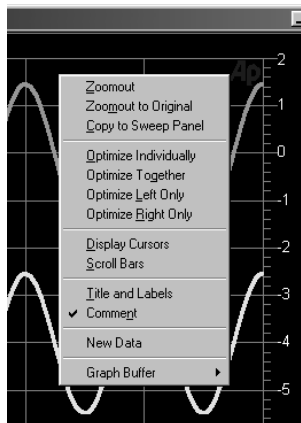 Ap
2
Zoomout
Zoomout to Original
Copy to Sweep Panel
1
Optimize Individually
0
Optimize Together
Optimize Left Only
-1
Optimize Right Only
Display Cursors
-2
Scroll Bars
Title and Labels
-3
✓ Comment
New Data
-4
Graph Buffer
-5